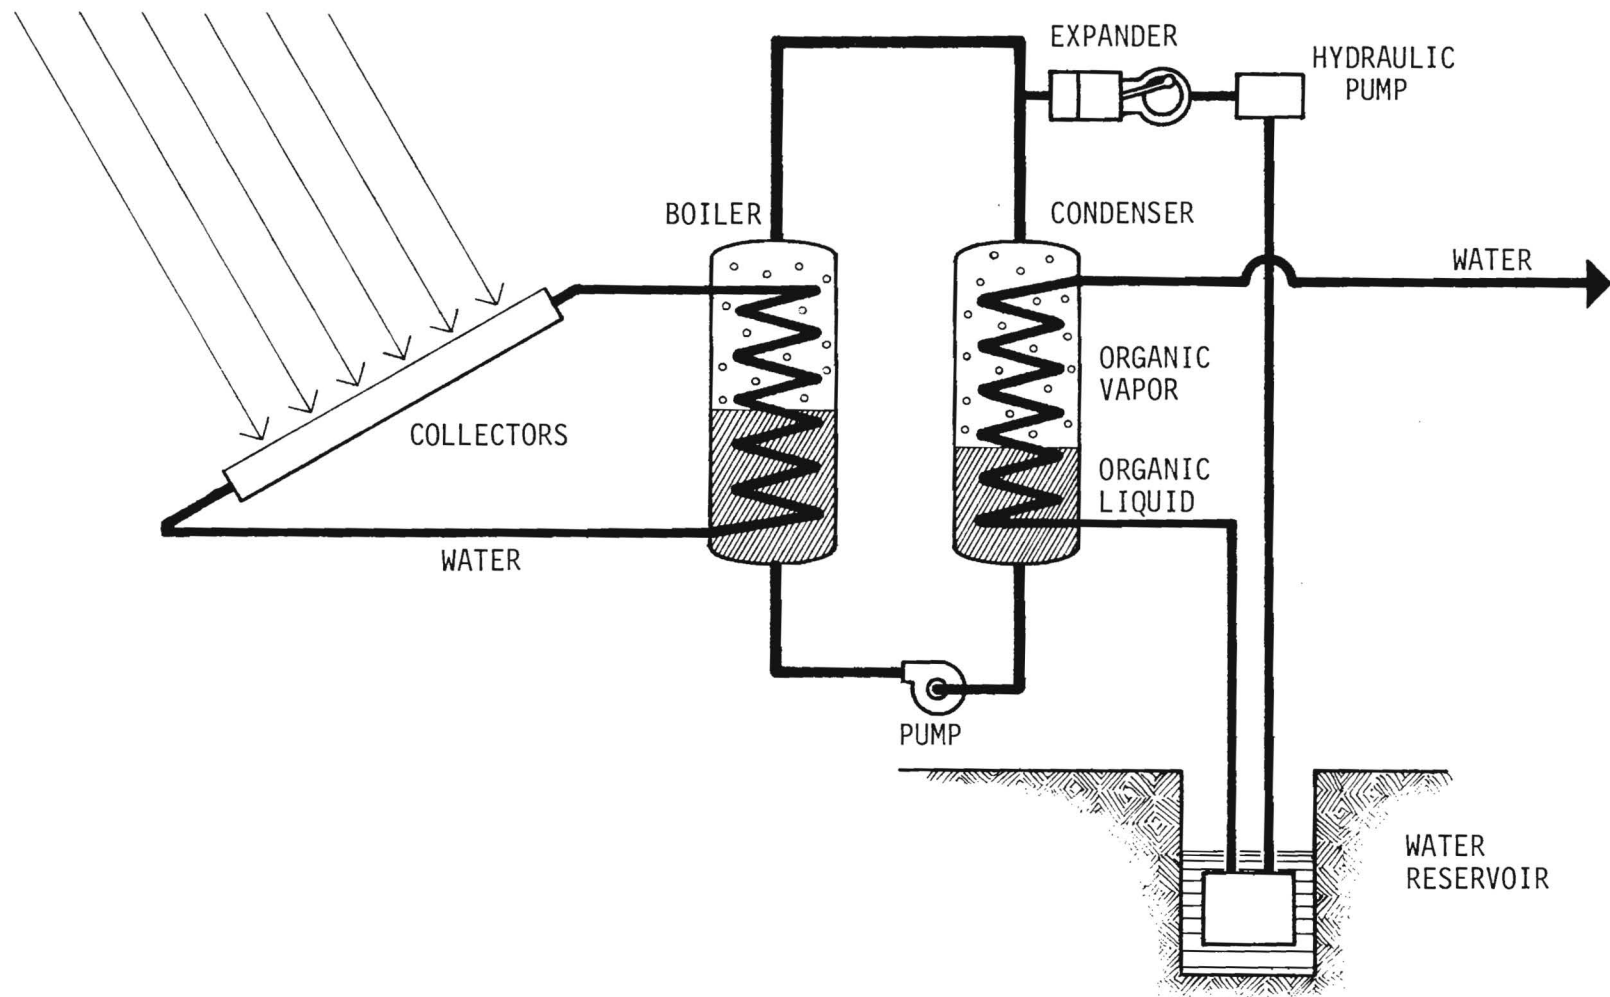 EXPANDER
HYDRAULIC
PUMP
BOILER
CONDENSER
WATER
ORGANIC
VAPOR
COLLECTORS
ORGANIC
LIQUID
WATER
PUMP
WATER
RESERVOIR